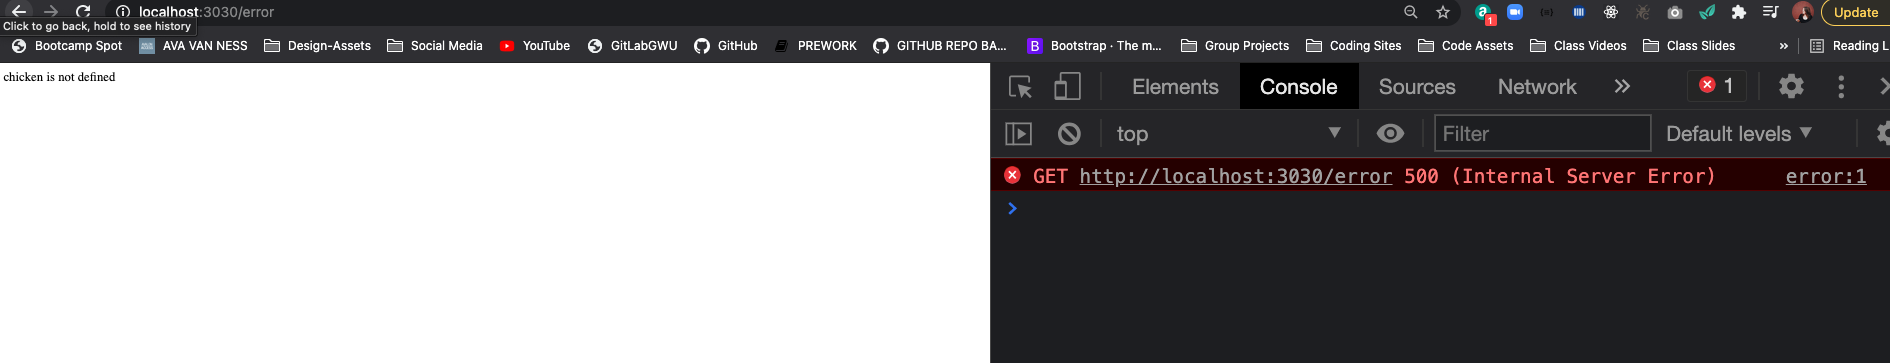 localhost:3030/error
1
Update
Click to go back, hold to see history
Bootcamp Spot AVA VAN NESS Design-Assets Social Media YouTube GitLabGWU GitHub PREWORK GITHUB REPO BA... B Bootstrap · The m... Group Projects Coding Sites Code Assets Class Videos Class Slides » Reading L
chicken is not defined
Elements Console Sources Network » 1
top Filter Default levels
GET http://localhost:3030/error 500 (Internal Server Error) error:1